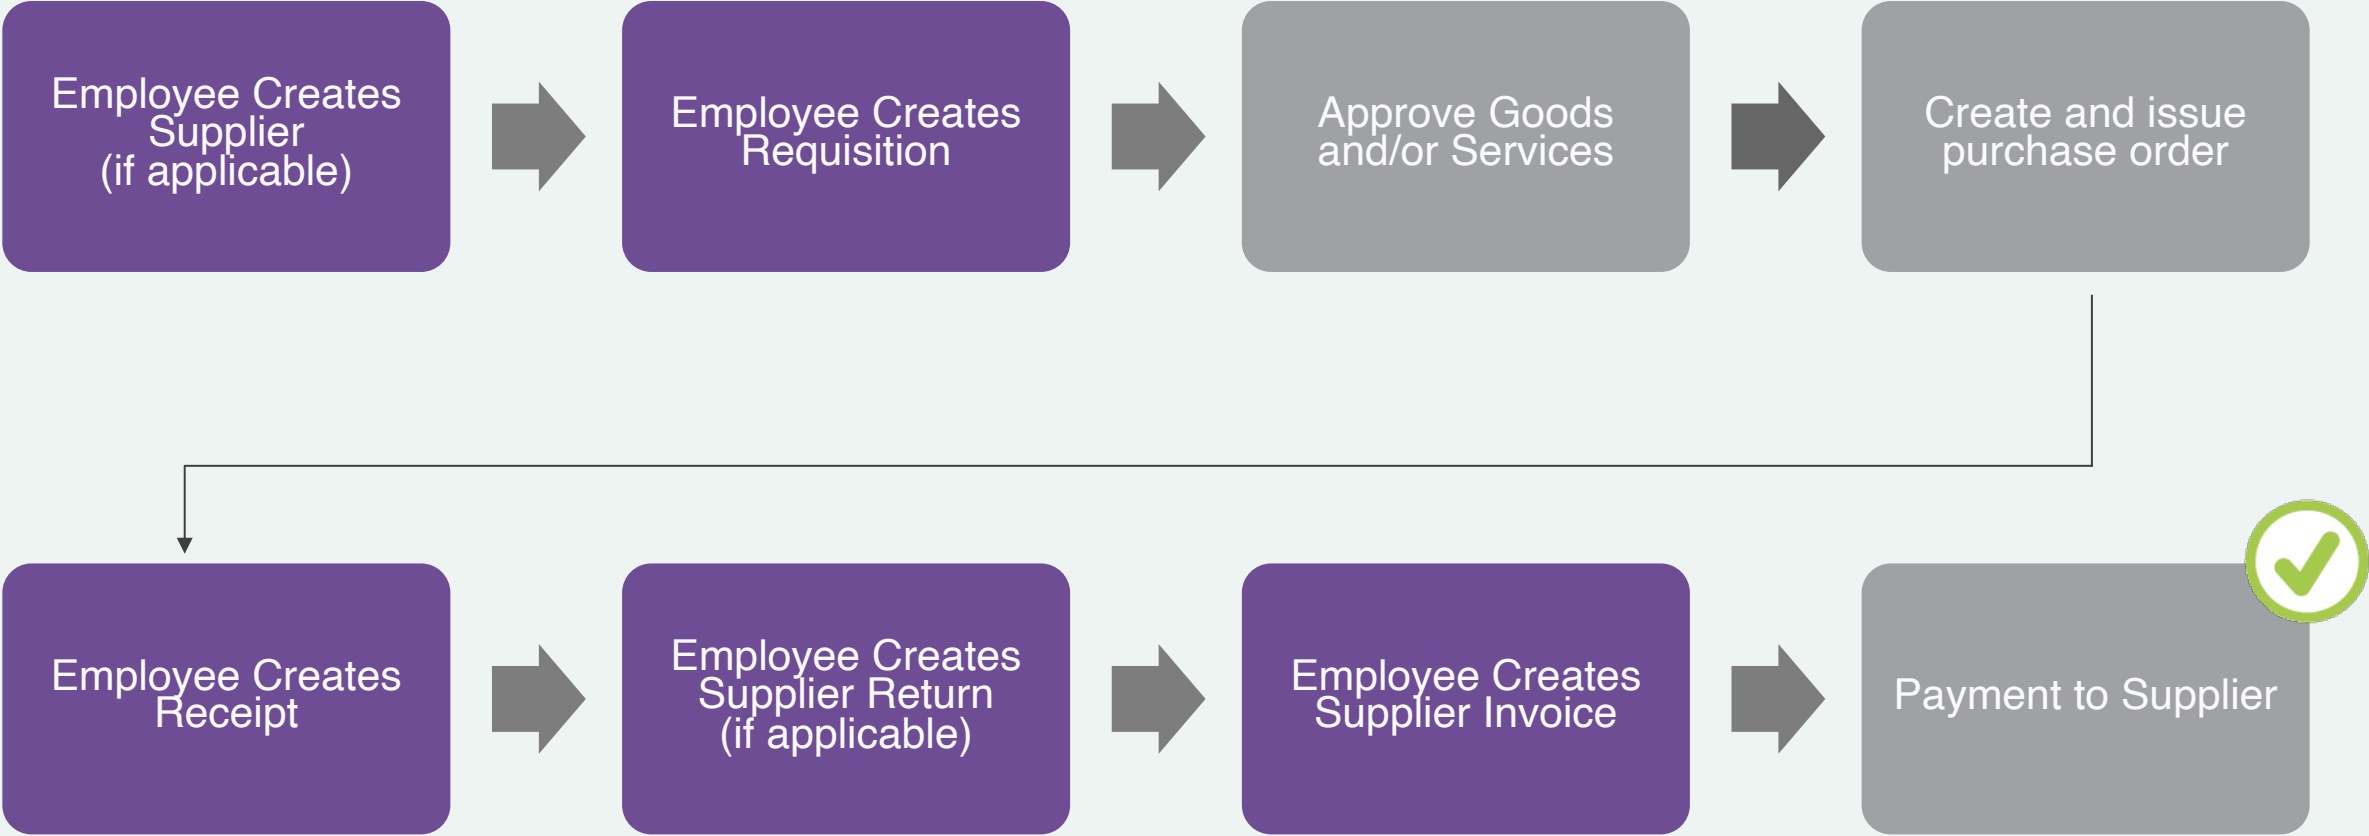 Employee Creates
Supplier
(if applicable)
Employee Creates
Requisition
Approve Goods
and/or Services
Create and issue
purchase order
Employee Creates
Receipt
Employee Creates
Supplier Return
(if applicable)
Employee Creates
Supplier Invoice
Payment to Supplier